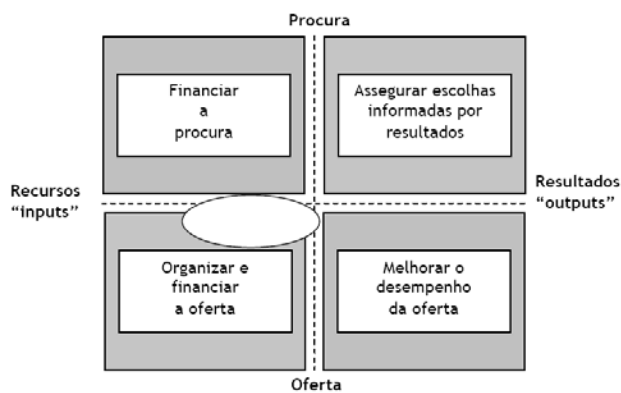 Procura
Financiar
a
procura
Assegurar escolhas
informadas por
resultados
Recursos
“inputs”
Resultados
“outputs”
Organizar e
financiar
a oferta
Melhorar o
desempenho
da oferta
Oferta